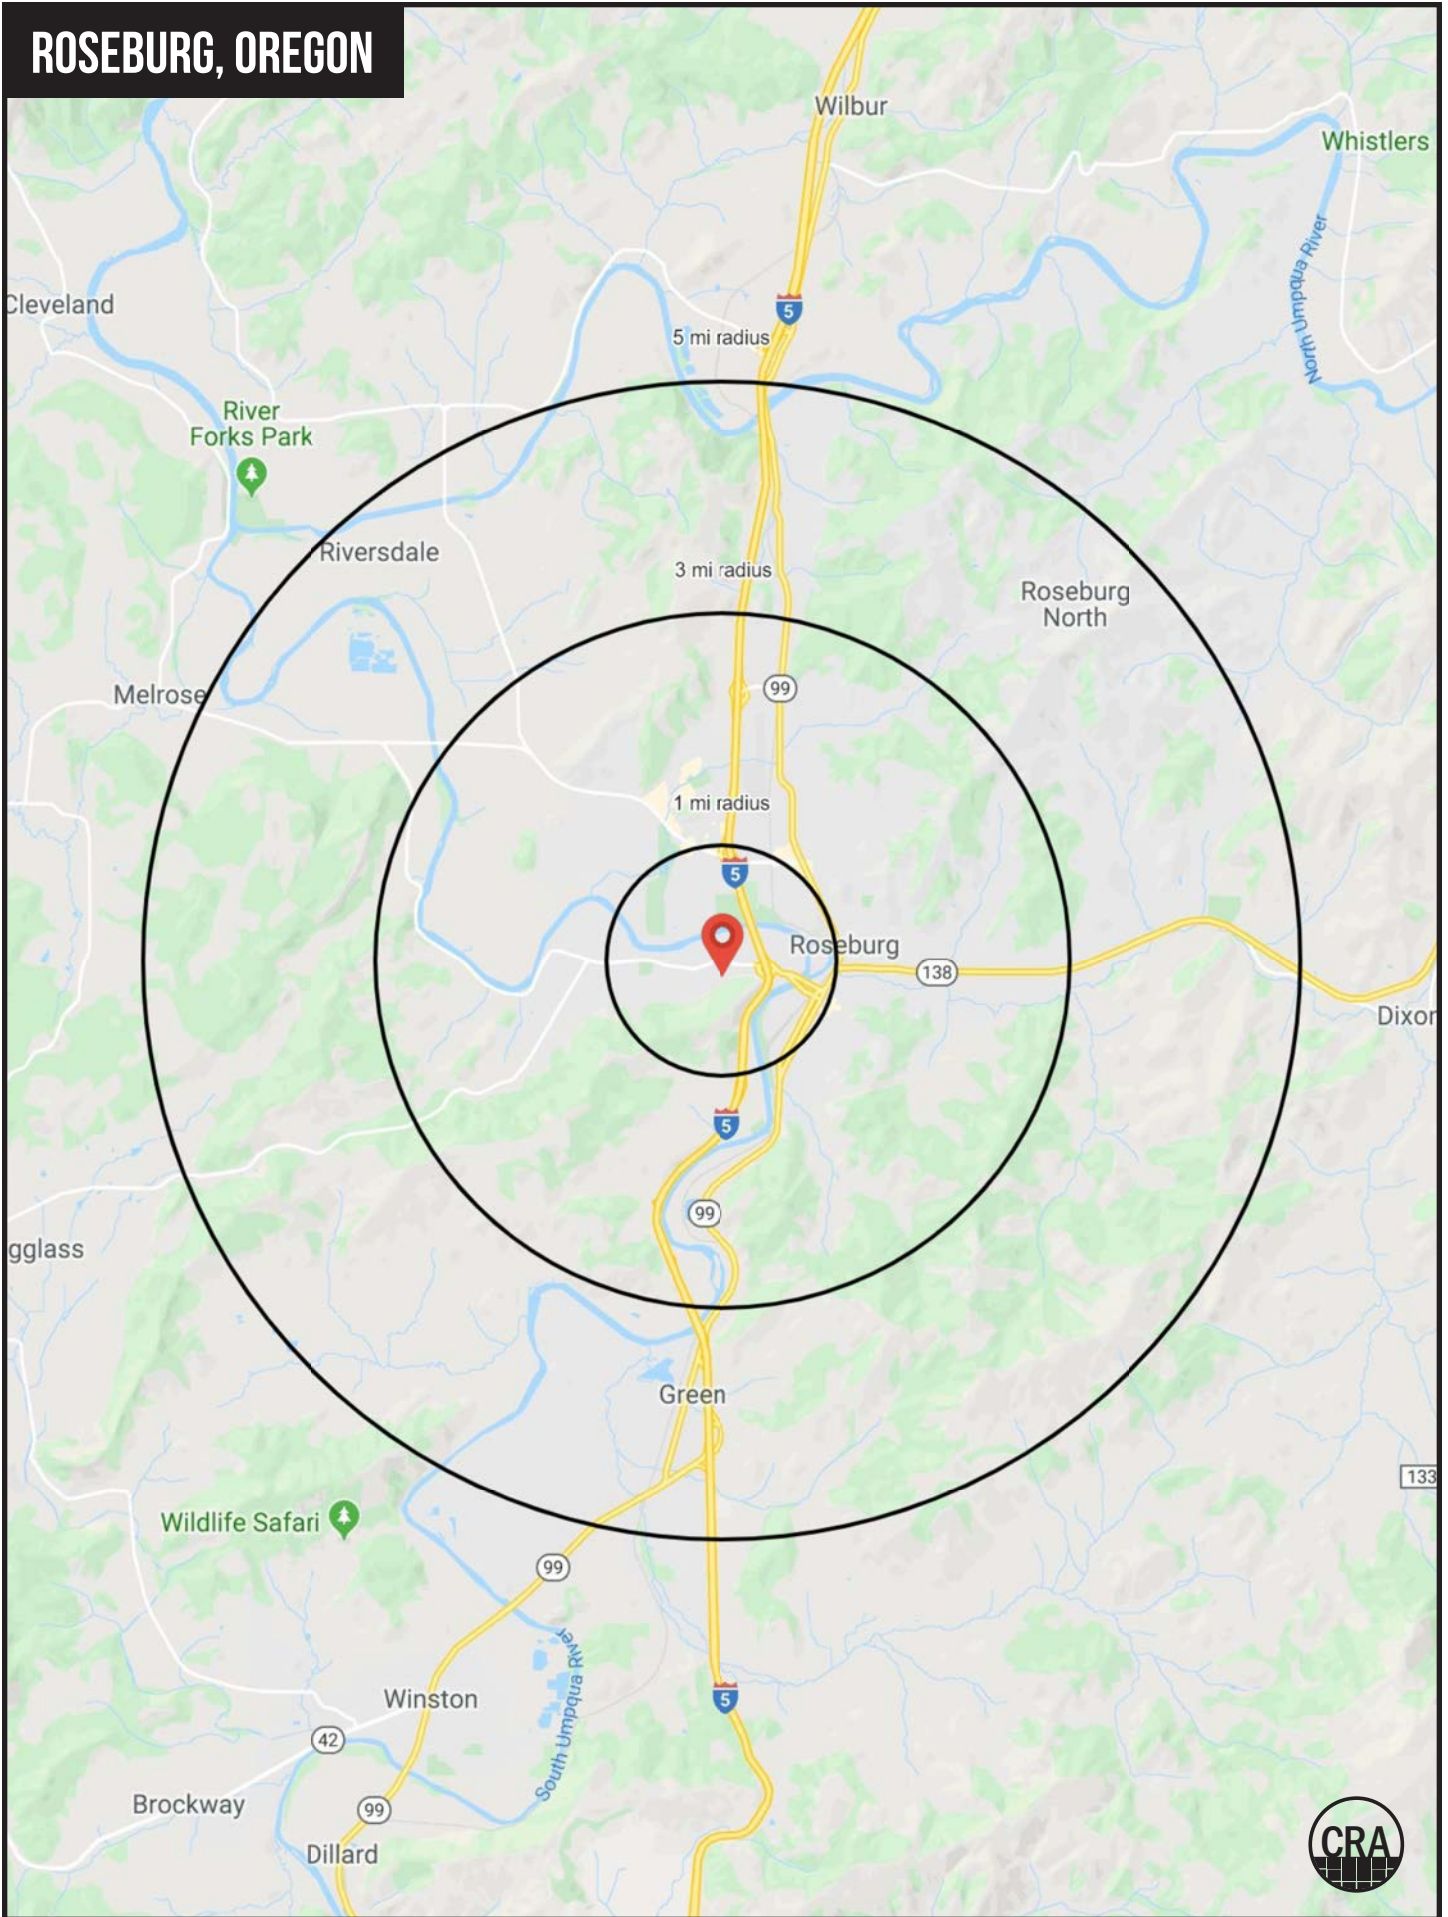 ROSEBURG, OREGON
Wilbur
Whistlers
North Umpqua River
Cleveland
5
5 mi radius
River
Forks Park
Riversdale
3 mi radius
Roseburg
North
99
Melrose
1 mi radius
5
Roseburg
138
Dixon
5
99
gglass
Green
133
Wildlife Safari
99
South Umpqua River
Winston
5
42
Brockway
99
Dillard
CRA